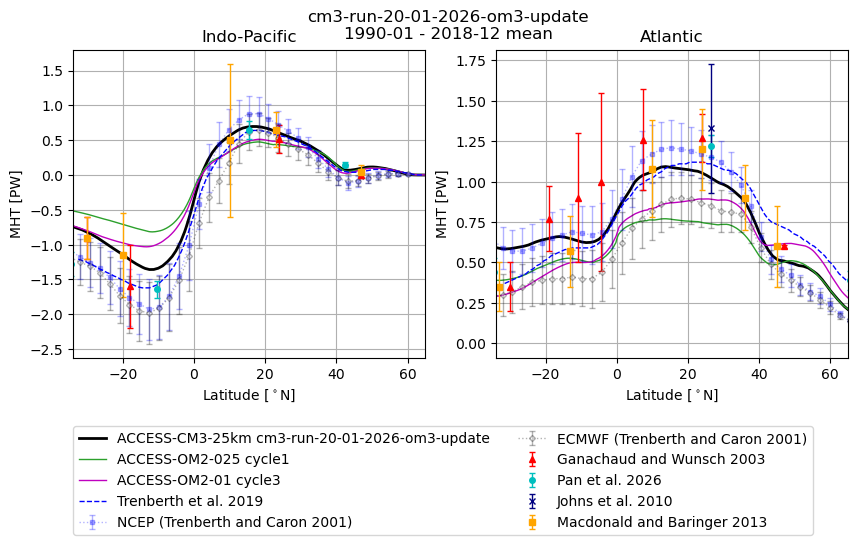 cm3-run-20-01-2026-om3-update
1990-01 - 2018-12 mean
Indo-Pacific
Atlantic
MHT [PW]
1.5
1.0
0.5
0.0
−0.5
−1.0
−1.5
−2.0
−2.5
−20
0
20
40
60
Latitude [°N]
MHT [PW]
1.75
1.50
1.25
1.00
0.75
0.50
0.25
0.00
−20
0
20
40
60
Latitude [°N]
ACCESS-CM3-25km cm3-run-20-01-2026-om3-update
ACCESS-OM2-025 cycle1
ACCESS-OM2-01 cycle3
Trenberth et al. 2019
NCEP (Trenberth and Caron 2001)
ECMWF (Trenberth and Caron 2001)
Ganachaud and Wunsch 2003
Pan et al. 2026
Johns et al. 2010
Macdonald and Baringer 2013